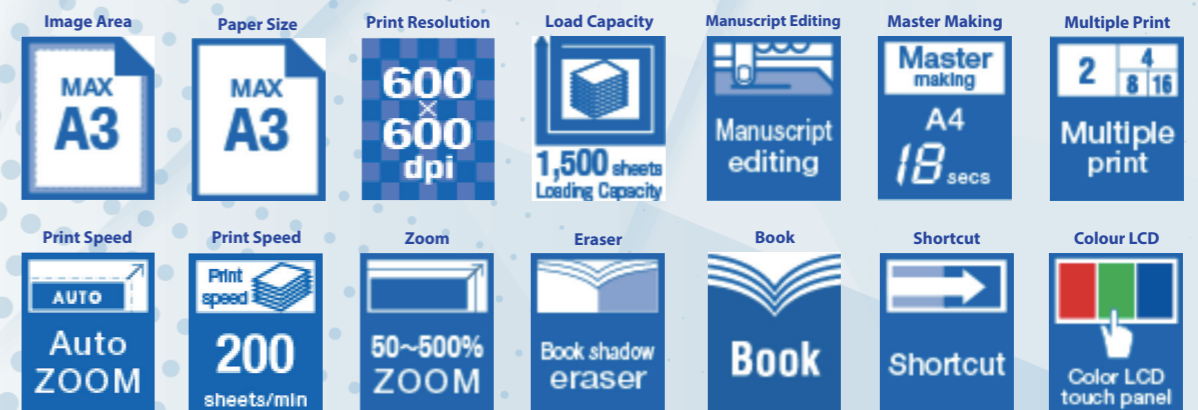 Image Area
Paper Size
Print Resolution
Load Capacity
Manuscript Editing
Master Making
Multiple Print
MAX
A3
MAX
A3
600
×
600
dpi
1,500 sheets
Loading Capacity
Manuscript
editing
Master
making
A4
18 secs
2 4
8 16
Multiple
print
Print Speed
Print Speed
Zoom
Eraser
Book
Shortcut
Colour LCD
AUTO
Auto
ZOOM
Print
speed
200
sheets/min
50~500%
ZOOM
Book shadow
eraser
Book
Shortcut
Color LCD
touch panel